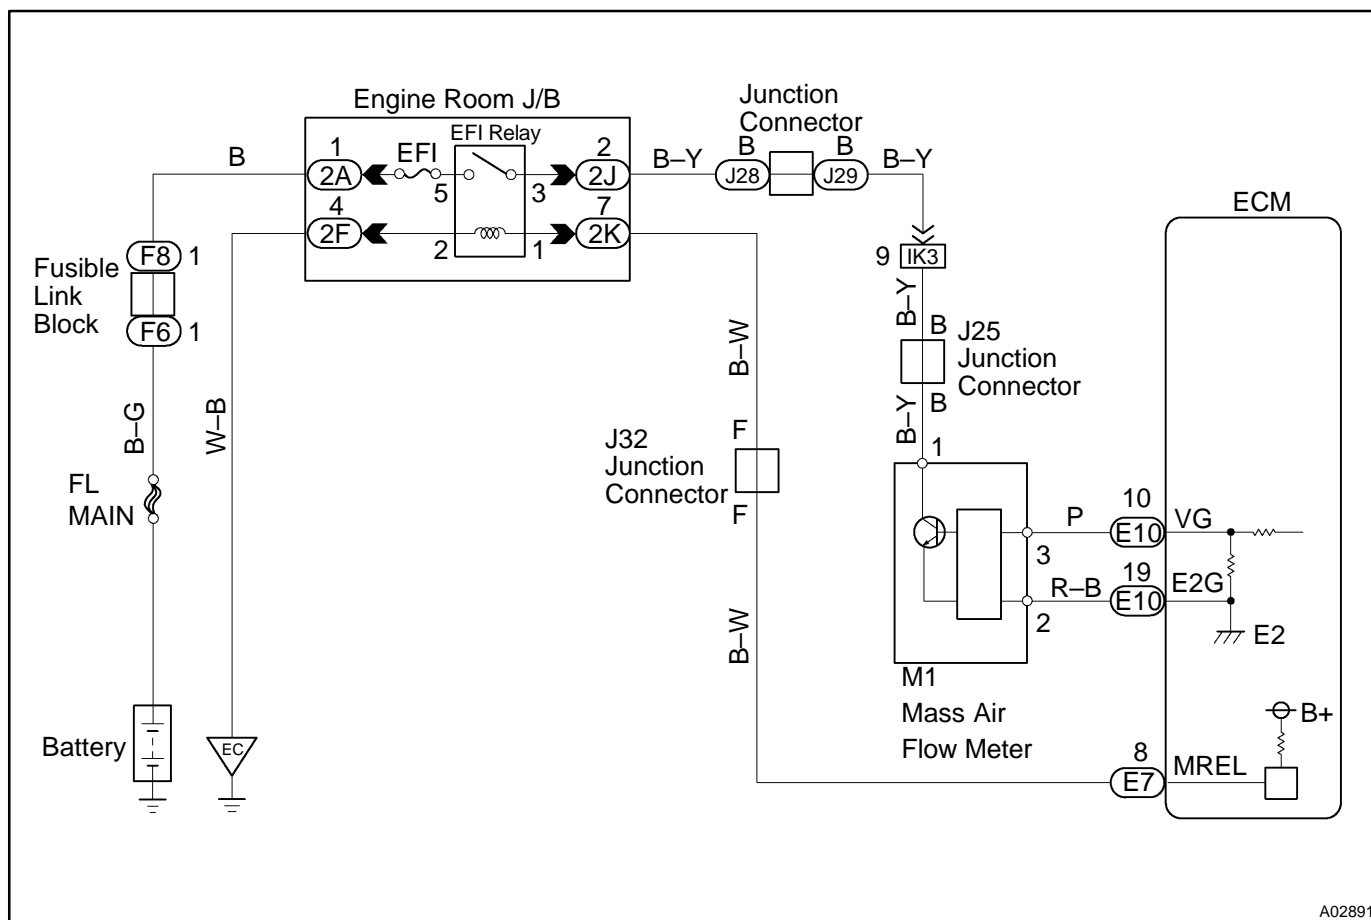 Engine Room J/B
EFI Relay
Junction
Connector
B
1
EFI
2
B–Y
B
B
B–Y
2A
5
3
2J
J28
J29
4
7
2F
2
1
2K
ECM
F8
1
Fusible
Link
Block
F6
1
9
IK3
B–Y
B
J25
Junction
Connector
B–W
B–G
W–B
B–Y
B
J32
Junction
Connector
F
F
1
FL
MAIN
P
10
E10
VG
3
19
R–B
E10
E2G
2
E2
B–W
M1
Mass Air
Flow Meter
Battery
EC
B+
8
E7
MREL
A02891